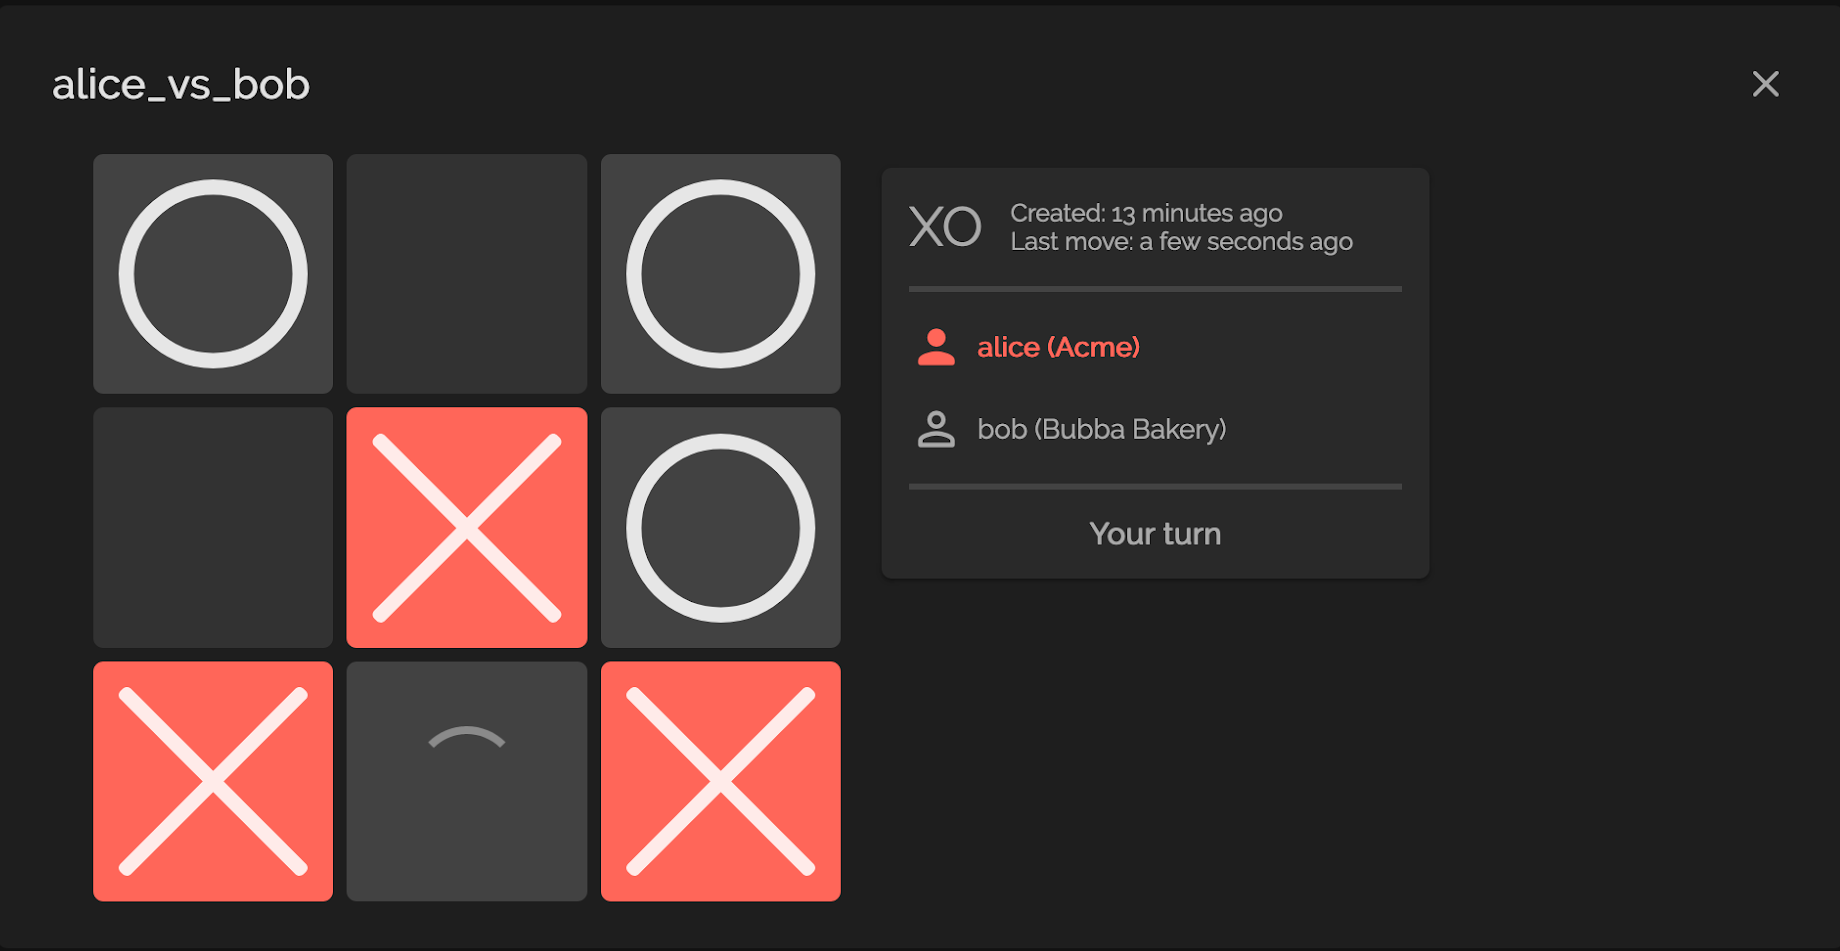 alice_vs_bob
XO
Created: 13 minutes ago
Last move: a few seconds ago
alice (Acme)
bob (Bubba Bakery)
Your turn